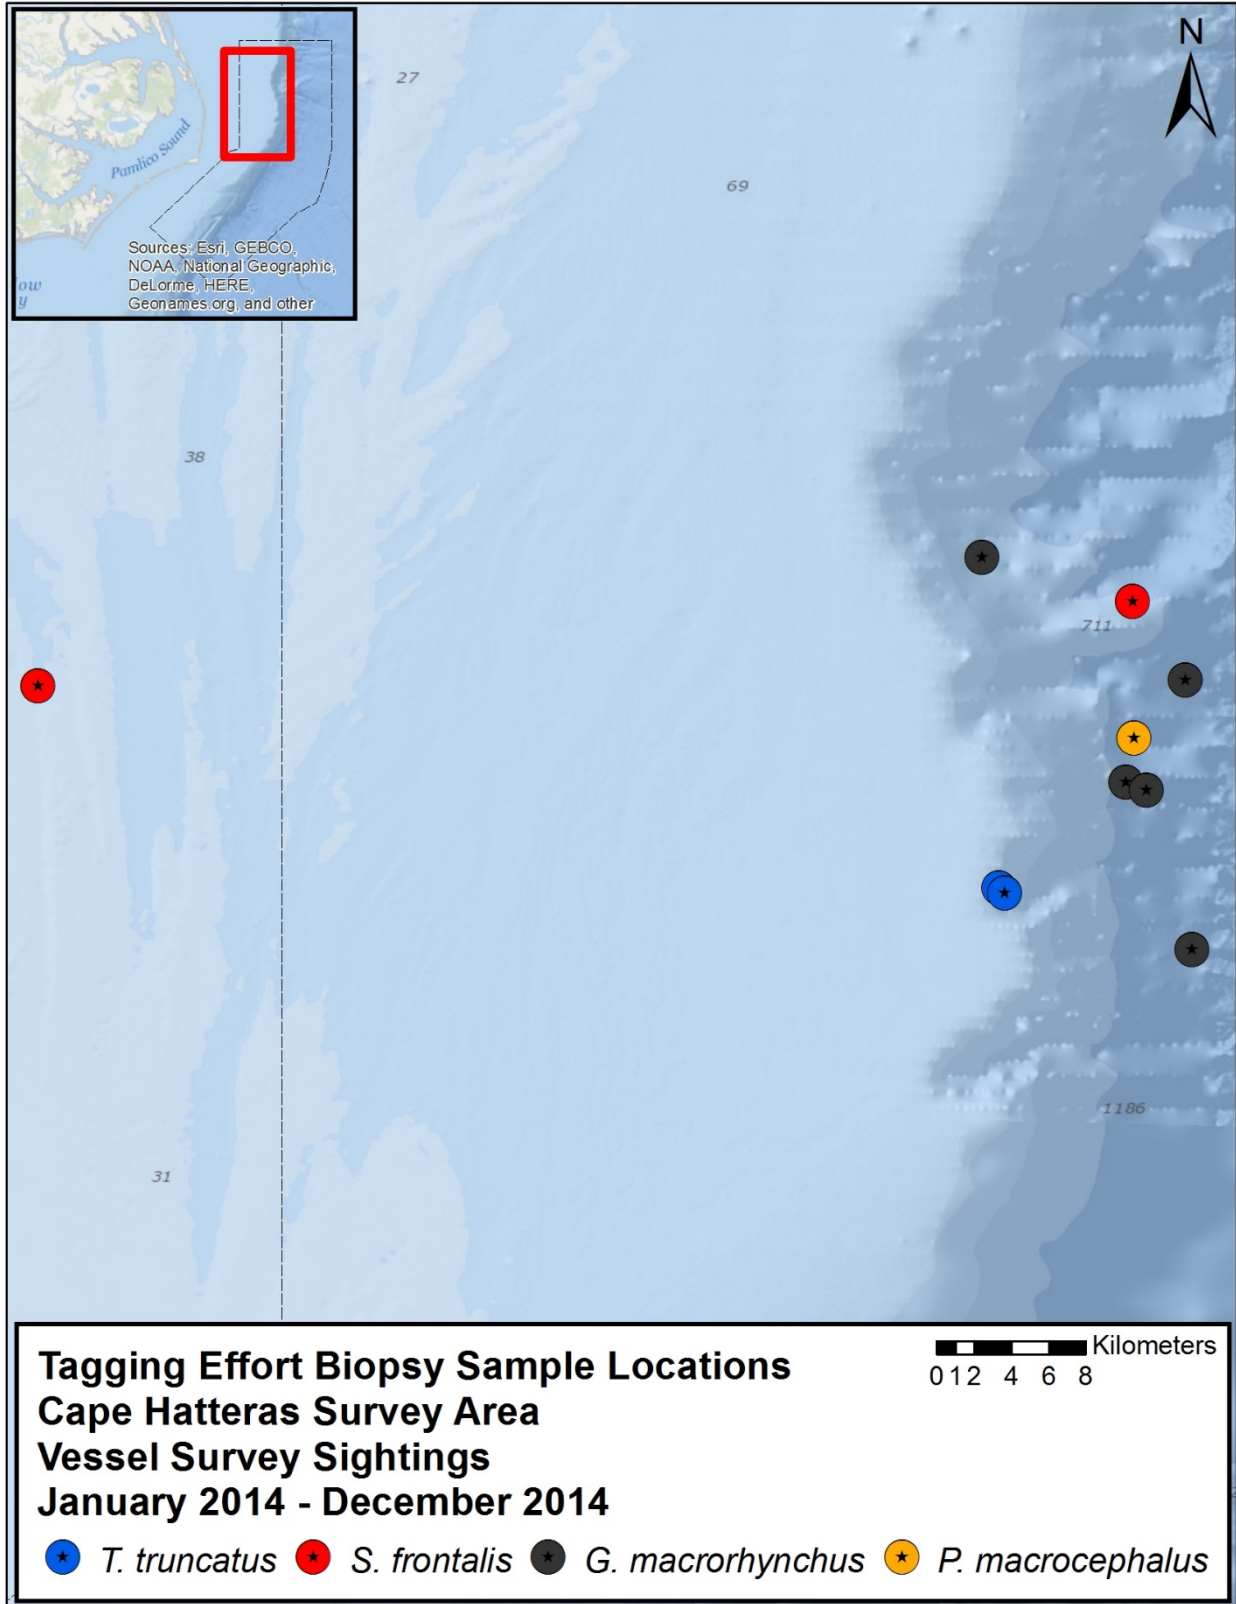 N
27
69
Pamlico Sound
Sources: Esri, GEBCO,
NOAA, National Geographic,
DeLorme, HERE,
Geonames.org, and other
ow
y
38
711
1186
31
Tagging Effort Biopsy Sample Locations
Cape Hatteras Survey Area
Vessel Survey Sightings
January 2014 - December 2014
Kilometers
0 1 2 4 6 8
T. truncatus S. frontalis G. macrorhynchus P. macrocephalus